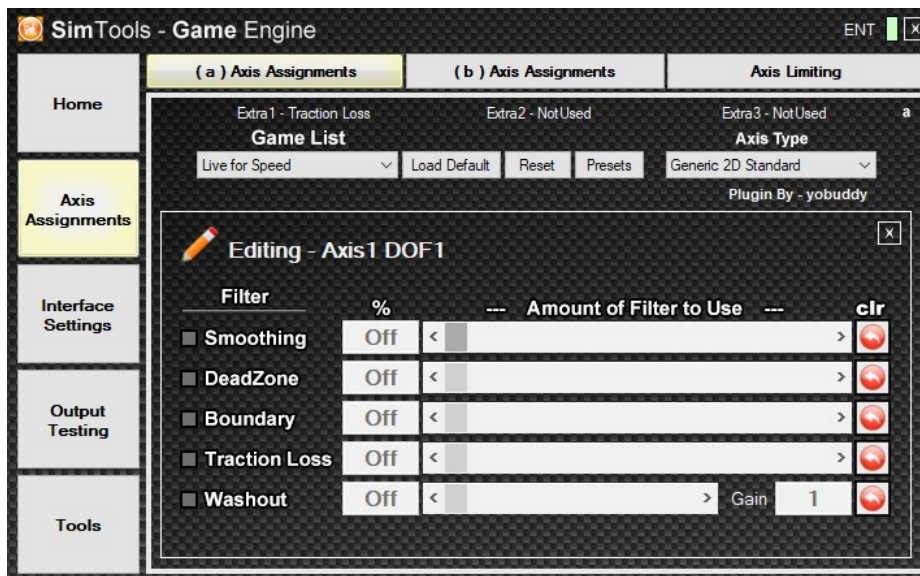 SimTools - Game Engine ENT X
( a ) Axis Assignments ( b ) Axis Assignments Axis Limiting
Home
Axis
Assignments
Interface
Settings
Output
Testing
Tools
Extra1 - Traction Loss Extra2 - NotUsed Extra3 - NotUsed a
Game List Axis Type
Live for Speed Load Default Reset Presets Generic 2D Standard
Plugin By - yobuddy
Editing - Axis1 DOF1 X
Filter % --- Amount of Filter to Use --- clr
Smoothing Off < >
DeadZone Off < >
Boundary Off < >
Traction Loss Off < >
Washout Off < > Gain 1